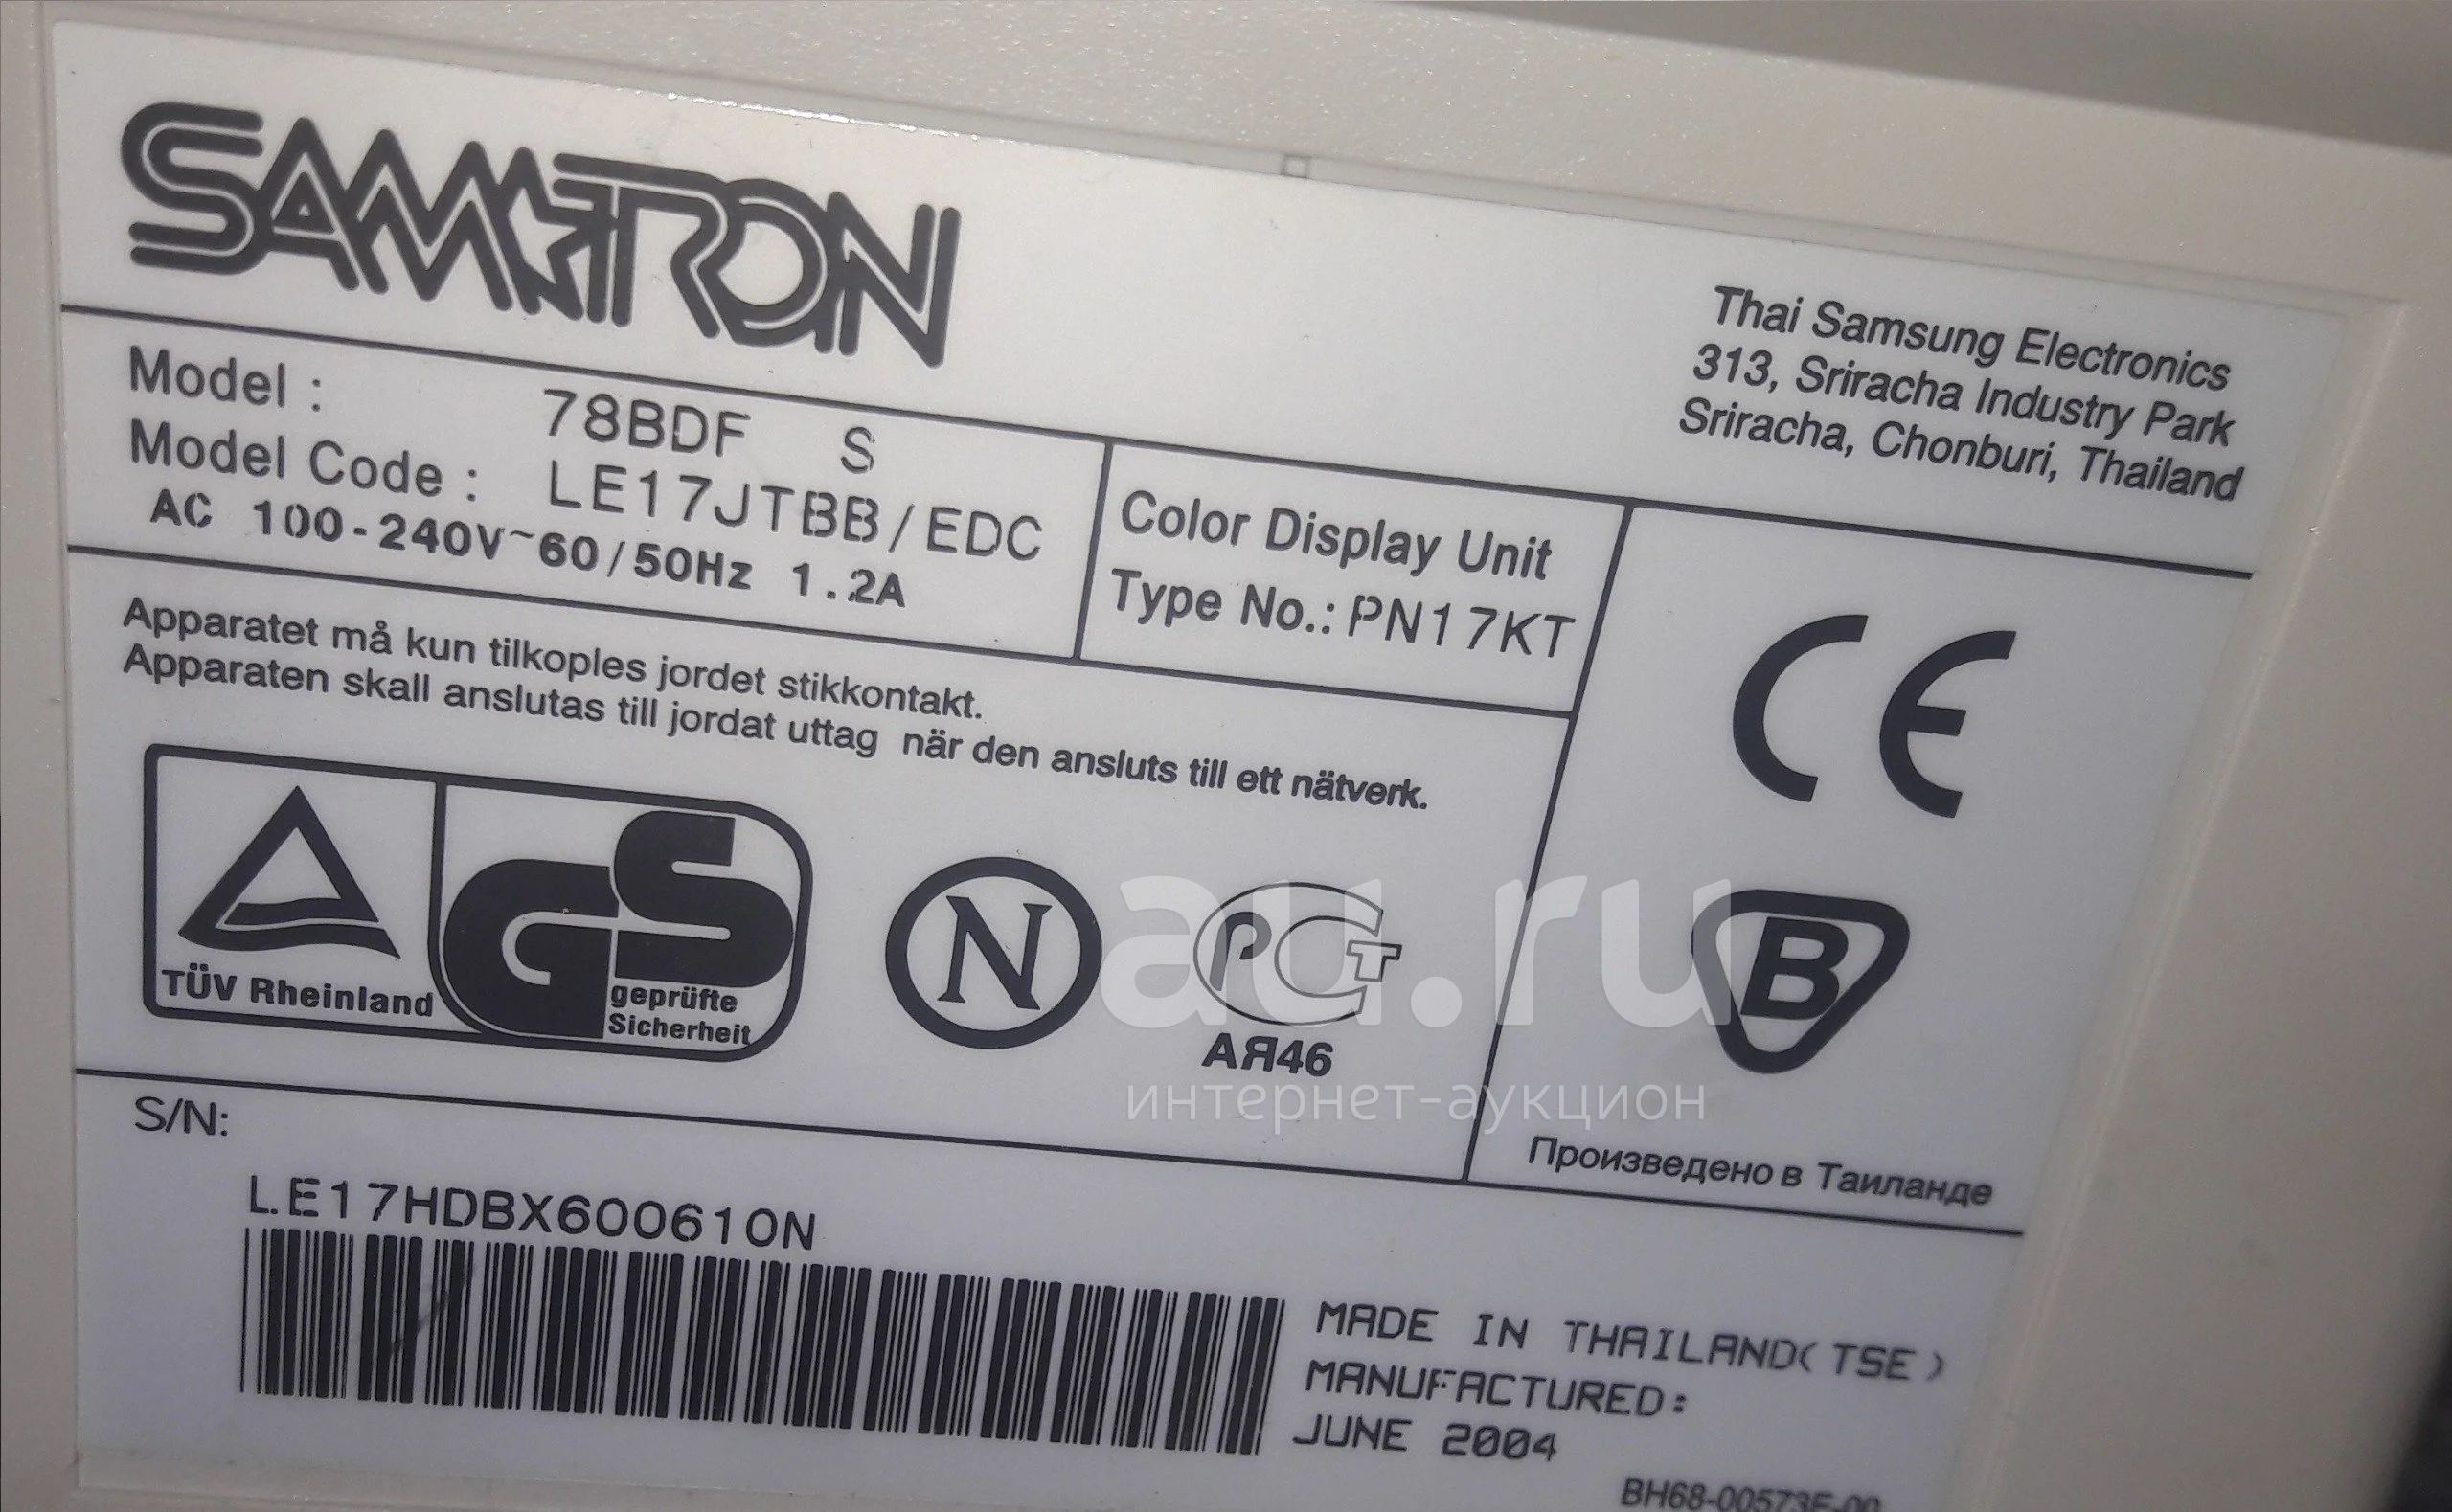 SAMTRON
Thai Samsung Electronics
313, Sriracha Industry Park
Sriracha, Chonburi, Thailand
Model : 78BDF S
Model Code : LE17JTBB/EDC
AC 100-240V~60/50Hz 1.2A
Color Display Unit
Type No.: PN17KT
Apparatet må kun tilkoples jordet stikkontakt.
Apparaten skall anslutas till jordat uttag när den ansluts till ett nätverk.
CE
TÜV Rheinland
GS
geprüfte
Sicherheit
N
РСТ
АЯ46
B
au.ru
интернет-аукцион
Произведено в Таиланде
S/N:
LE17HDBX600610N
MADE IN THAILAND(TSE)
MANUFACTURED:
JUNE 2004